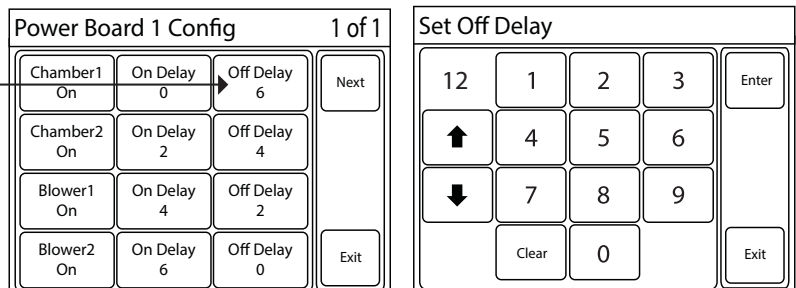 Power Board 1 Config 1 of 1
Chamber1 On
On Delay 0
Off Delay 6
Next
Chamber2 On
On Delay 2
Off Delay 4
Blower1 On
On Delay 4
Off Delay 2
Blower2 On
On Delay 6
Off Delay 0
Exit
Set Off Delay
12 1 2 3 Enter
4 5 6
7 8 9
Clear 0 Exit